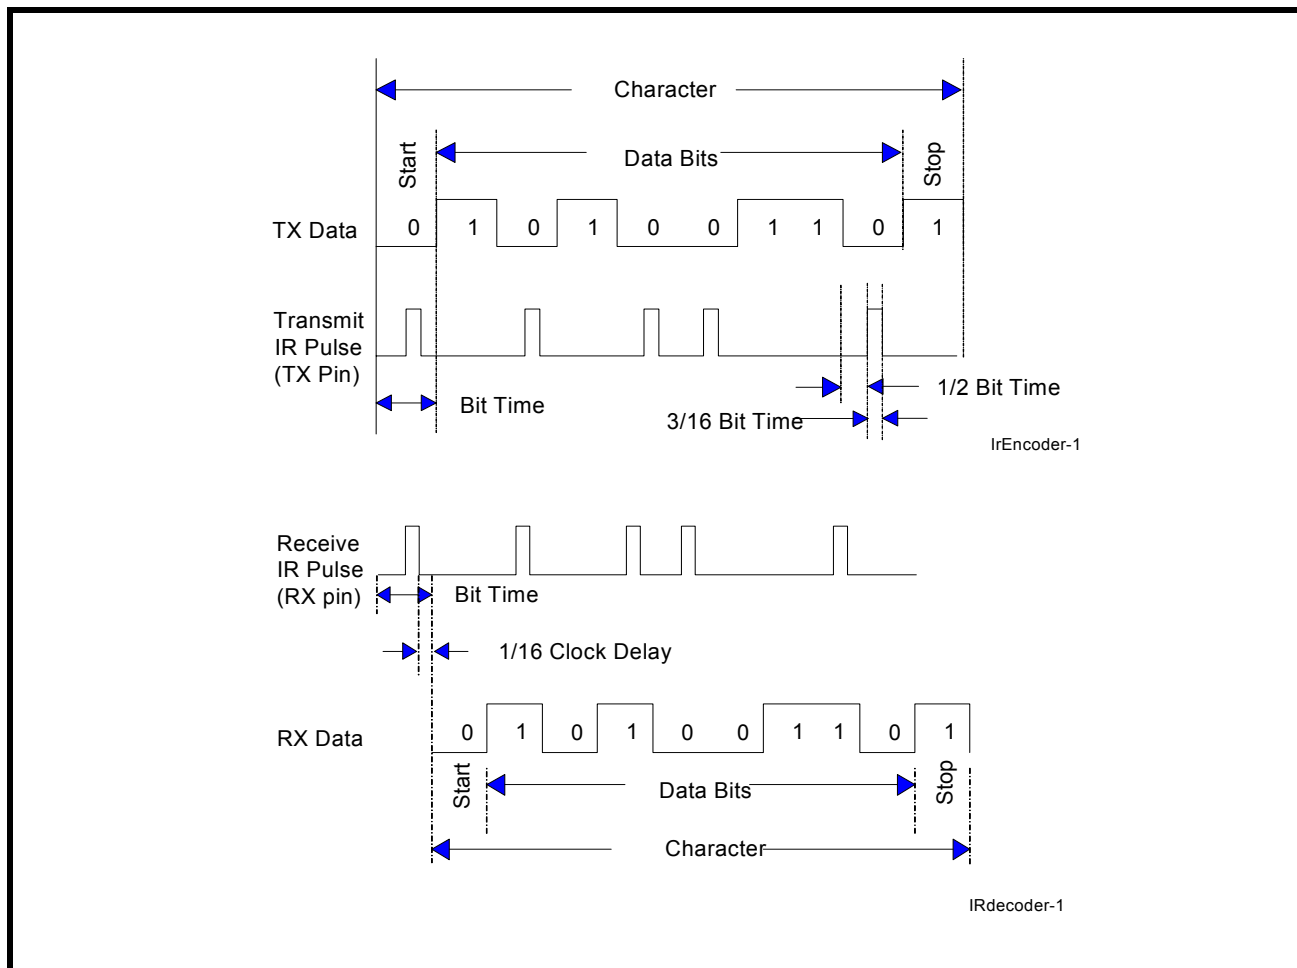 Character
Start
Data Bits
Stop
TX Data
0 1 0 1 0 0 1 1 0 1
Transmit
IR Pulse
(TX Pin)
Bit Time
1/2 Bit Time
3/16 Bit Time
IrEncoder-1
Receive
IR Pulse
(RX pin)
Bit Time
1/16 Clock Delay
RX Data
0 1 0 1 0 0 1 1 0 1
Start
Data Bits
Stop
Character
IRdecoder-1